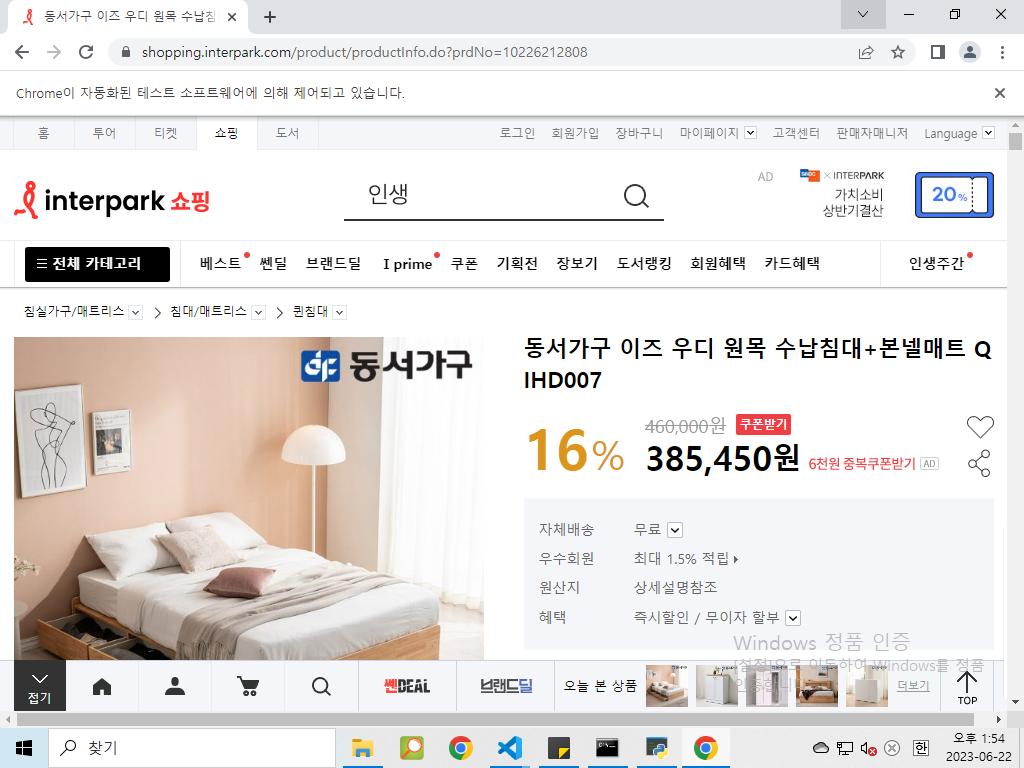 동서가구 이즈 우디 원목 수납침대
shopping.interpark.com/product/productInfo.do?prdNo=10226212808
Chrome이 자동화된 테스트 소프트웨어에 의해 제어되고 있습니다.
홈 투어 티켓 쇼핑 도서 로그인 회원가입 장바구니 마이페이지 고객센터 판매자매니저 Language
interpark 쇼핑 인생 AD × INTERPARK
가치소비
상반기결산
20%
전체 카테고리 베스트 쎈딜 브랜드딜 I prime 쿠폰 기획전 장보기 도서랭킹 회원혜택 카드혜택 인생주간
침실가구/매트리스 침대/매트리스 퀸침대
동서가구
동서가구 이즈 우디 원목 수납침대+본넬매트 Q
IHD007
460,000원 쿠폰받기
16% 385,450원 6천원 중복쿠폰받기 AD
자체배송 무료
우수회원 최대 1.5% 적립
원산지 상세설명참조
혜택 즉시할인 / 무이자 할부
Windows 정품 인증
[설정]으로 이동하여 Windows를 정품
인증합니다.
접기 쎈DEAL 브랜드딜 오늘 본 상품 더보기 TOP
찾기 한 오후 1:54
2023-06-22